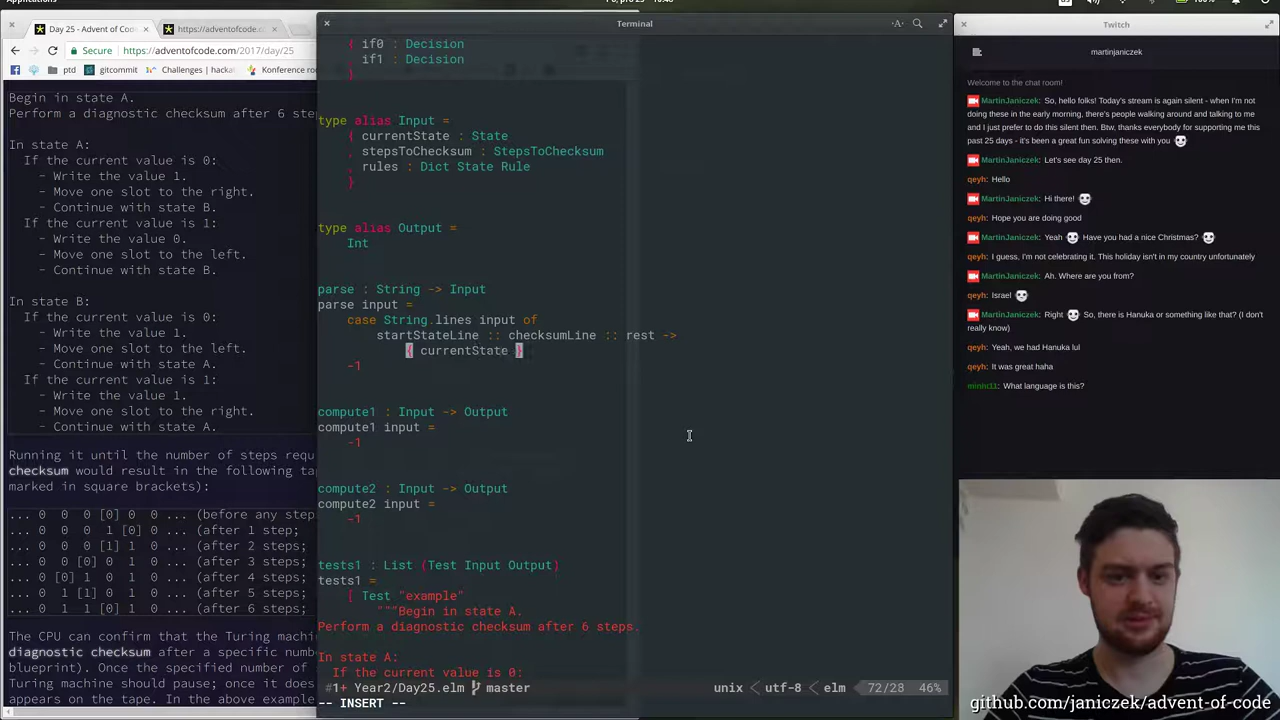 Terminal
Twitch
Day 25 - Advent of Code
https://adventofcode.co
Secure https://adventofcode.com/2017/day/25
ptd gitcommit Challenges | hacka Konference roo
Begin in state A.
Perform a diagnostic checksum after 6 ste
In state A:
If the current value is 0:
- Write the value 1.
- Move one slot to the right.
- Continue with state B.
If the current value is 1:
- Write the value 0.
- Move one slot to the left.
- Continue with state B.
In state B:
If the current value is 0:
- Write the value 1.
- Move one slot to the left.
- Continue with state A.
If the current value is 1:
- Write the value 1.
- Move one slot to the right.
- Continue with state A.
Running it until the number of steps requ
checksum would result in the following tap
marked in square brackets):
... 0 0 0 [0] 0 0 ... (before any step
... 0 0 0 1 [0] 0 ... (after 1 step;
... 0 0 0 [1] 1 0 ... (after 2 steps;
... 0 0 [0] 0 1 0 ... (after 3 steps;
... 0 [0] 1 0 1 0 ... (after 4 steps;
... 0 1 [1] 0 1 0 ... (after 5 steps;
... 0 1 1 [0] 1 0 ... (after 6 steps;
The CPU can confirm that the Turing machin
diagnostic checksum after a specific numbe
blueprint). Once the specified number of
Turing machine should pause; once it does
appears on the tape. In the above example
{ if0 : Decision
if1 : Decision
}
type alias Input =
{ currentState : State
, stepsToChecksum : StepsToChecksum
, rules : Dict State Rule
}
type alias Output =
Int
parse : String -> Input
parse input =
case String.lines input of
startStateLine :: checksumLine :: rest ->
{ currentState }
-1
compute1 : Input -> Output
compute1 input =
-1
compute2 : Input -> Output
compute2 input =
-1
tests1 : List (Test Input Output)
tests1 =
[ Test "example"
"""Begin in state A.
Perform a diagnostic checksum after 6 steps.
In state A:
If the current value is 0:
#1+ Year2/Day25.elm master unix utf-8 elm 72/23 46%
-- INSERT --
martinjaniczek
Welcome to the chat room!
MartinJaniczek: So, hello folks! Today's stream is again silent - when I'm not
doing these in the early morning, there's people walking around and talking to
me and I just prefer to do this silent then. Btw, thanks everybody for supporting me this
past 25 days - it's been a great fun solving these with you
MartinJaniczek: Let's see day 25 then.
qeyh: Hello
MartinJaniczek: Hi there!
qeyh: Hope you are doing good
MartinJaniczek: Yeah Have you had a nice Christmas?
qeyh: I guess, I'm not celebrating it. This holiday isn't in my country unfortunately
MartinJaniczek: Ah. Where are you from?
qeyh: Israel
MartinJaniczek: Right So, there is Hanuka or something like that? (I don't
really know)
qeyh: Yeah, we had Hanuka lul
qeyh: It was great haha
What language is this?
github.com/janiczek/advent-of-code